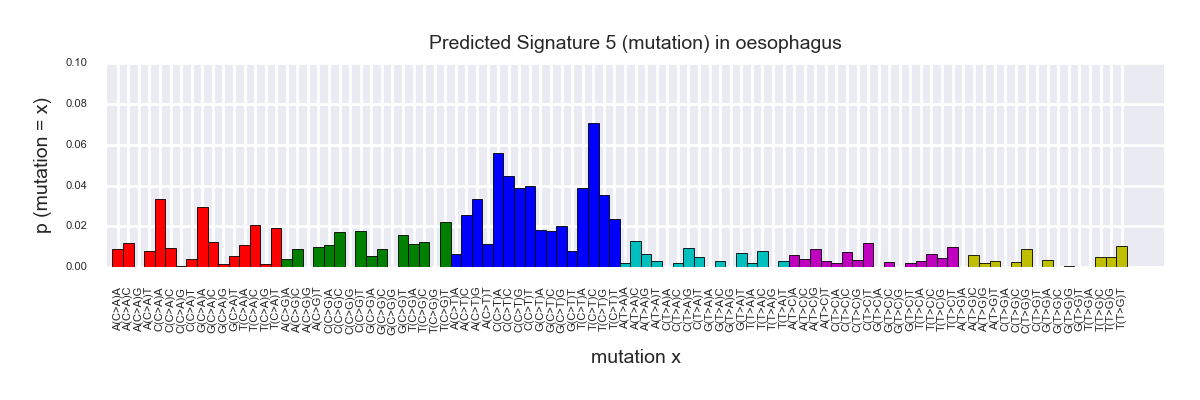 Predicted Signature 5 (mutation) in oesophagus
0.10
0.08
0.06
0.04
0.02
0.00
p (mutation = x)
A(C>A)A
A(C>A)C
A(C>A)G
A(C>A)T
C(C>A)A
C(C>A)C
C(C>A)G
C(C>A)T
G(C>A)A
G(C>A)C
G(C>A)G
G(C>A)T
T(C>A)A
T(C>A)C
T(C>A)G
T(C>A)T
A(C>G)A
A(C>G)C
A(C>G)G
A(C>G)T
C(C>G)A
C(C>G)C
C(C>G)G
C(C>G)T
G(C>G)A
G(C>G)C
G(C>G)G
G(C>G)T
T(C>G)A
T(C>G)C
T(C>G)G
T(C>G)T
A(C>T)A
A(C>T)C
A(C>T)G
A(C>T)T
C(C>T)A
C(C>T)C
C(C>T)G
C(C>T)T
G(C>T)A
G(C>T)C
G(C>T)G
G(C>T)T
T(C>T)A
T(C>T)C
T(C>T)G
T(C>T)T
A(T>A)A
A(T>A)C
A(T>A)G
A(T>A)T
C(T>A)A
C(T>A)C
C(T>A)G
C(T>A)T
G(T>A)A
G(T>A)C
G(T>A)G
G(T>A)T
T(T>A)A
T(T>A)C
T(T>A)G
T(T>A)T
A(T>C)A
A(T>C)C
A(T>C)G
A(T>C)T
C(T>C)A
C(T>C)C
C(T>C)G
C(T>C)T
G(T>C)A
G(T>C)C
G(T>C)G
G(T>C)T
T(T>C)A
T(T>C)C
T(T>C)G
T(T>C)T
A(T>G)A
A(T>G)C
A(T>G)G
A(T>G)T
C(T>G)A
C(T>G)C
C(T>G)G
C(T>G)T
G(T>G)A
G(T>G)C
G(T>G)G
G(T>G)T
T(T>G)A
T(T>G)C
T(T>G)G
T(T>G)T
mutation x